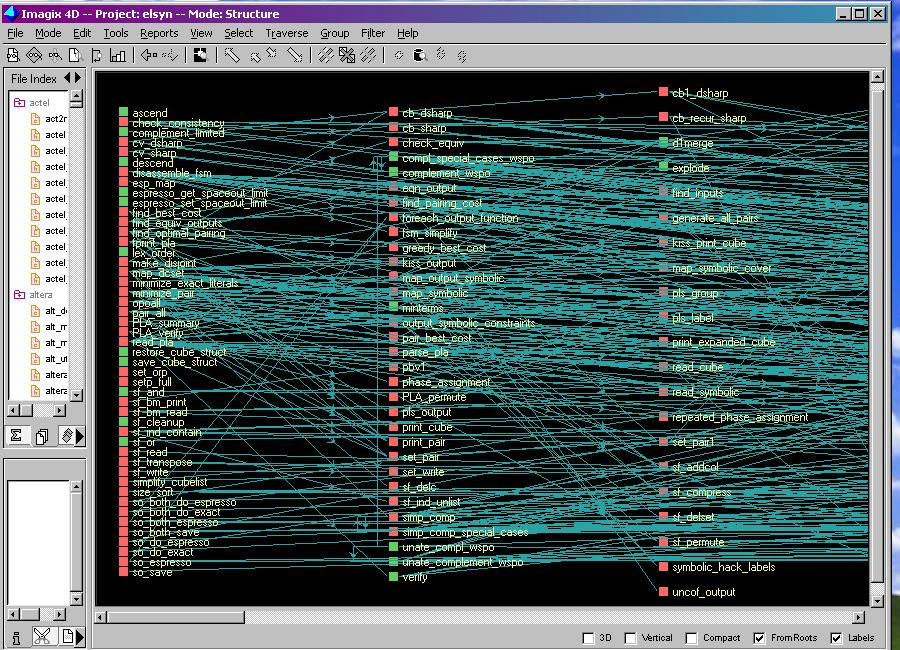 Imagix 4D -- Project: elsyn -- Mode: Structure
File Mode Edit Tools Reports View Select Traverse Group Filter Help
File Index
actel
act2r
actel_
actel_
actel_
actel_
actel_
actel_
actel_
actel_
actel_
actel_
altera
alt_de
alt_m
alt_m
alt_ut
altera
altera
ascend
check_consistency
complement_limited
cv_dsharp
cv_sharp
descend
disassemble_fsm
esp_map
espresso_get_spaceout_limit
espresso_set_spaceout_limit
find_best_cost
find_equiv_outputs
find_optimal_pairing
fprint_pla
lex_order
make_disjoint
map_dcset
minimize_exact_literals
minimize_pair
opoall
pair_all
PLA_summary
PLA_verify
read_pla
restore_cube_struct
save_cube_struct
set_orp
setp_full
sf_and
sf_bm_print
sf_bm_read
sf_cleanup
sf_ind_contain
sf_or
sf_read
sf_transpose
sf_write
simplify_cubelist
size_sort
so_both_do_espresso
so_both_do_exact
so_both_espresso
so_both_save
so_do_espresso
so_do_exact
so_espresso
so_save
cb_dsharp
cb_sharp
check_equiv
compl_special_cases_wspo
complement_wspo
eqn_output
find_pairing_cost
foreach_output_function
fsm_simplify
greedy_best_cost
kiss_output
map_output_symbolic
map_symbolic
minterms
output_symbolic_constraints
pair_best_cost
parse_pla
pbv1
phase_assignment
PLA_permute
pls_output
print_cube
print_pair
set_pair
set_write
sf_delc
sf_ind_unlist
simp_comp
simp_comp_special_cases
unate_compl_wspo
unate_complement_wspo
verify
cb1_dsharp
cb_recur_sharp
d1merge
explode
find_inputs
generate_all_pairs
kiss_print_cube
map_symbolic_cover
pls_group
pls_label
print_expanded_cube
read_cube
read_symbolic
repeated_phase_assignment
set_pair1
sf_addcol
sf_compress
sf_delset
sf_permute
symbolic_hack_labels
uncof_output
3D Vertical Compact From Roots Labels